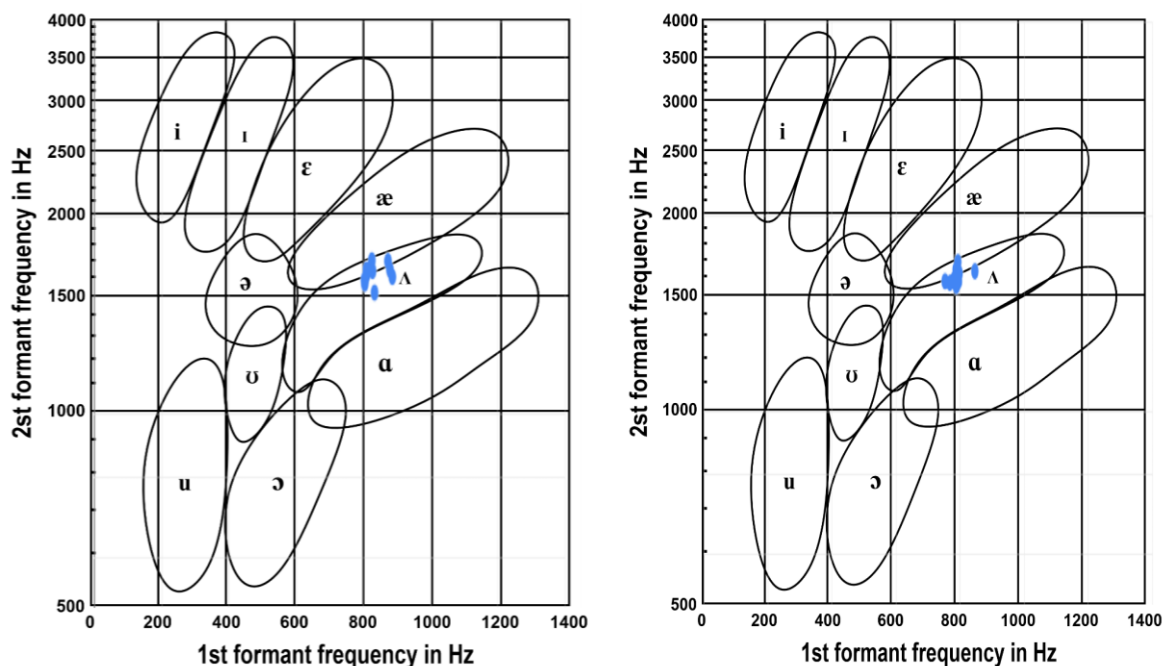 4000
3500
3000
2500
2000
1500
1000
500
0 200 400 600 800 1000 1200 1400
2st formant frequency in Hz
1st formant frequency in Hz
i
ɪ
ɛ
æ
ə
ʌ
ɑ
ʊ
u
ɔ
4000
3500
3000
2500
2000
1500
1000
500
0 200 400 600 800 1000 1200 1400
2st formant frequency in Hz
1st formant frequency in Hz
i
ɪ
ɛ
æ
ə
ʌ
ɑ
ʊ
u
ɔ